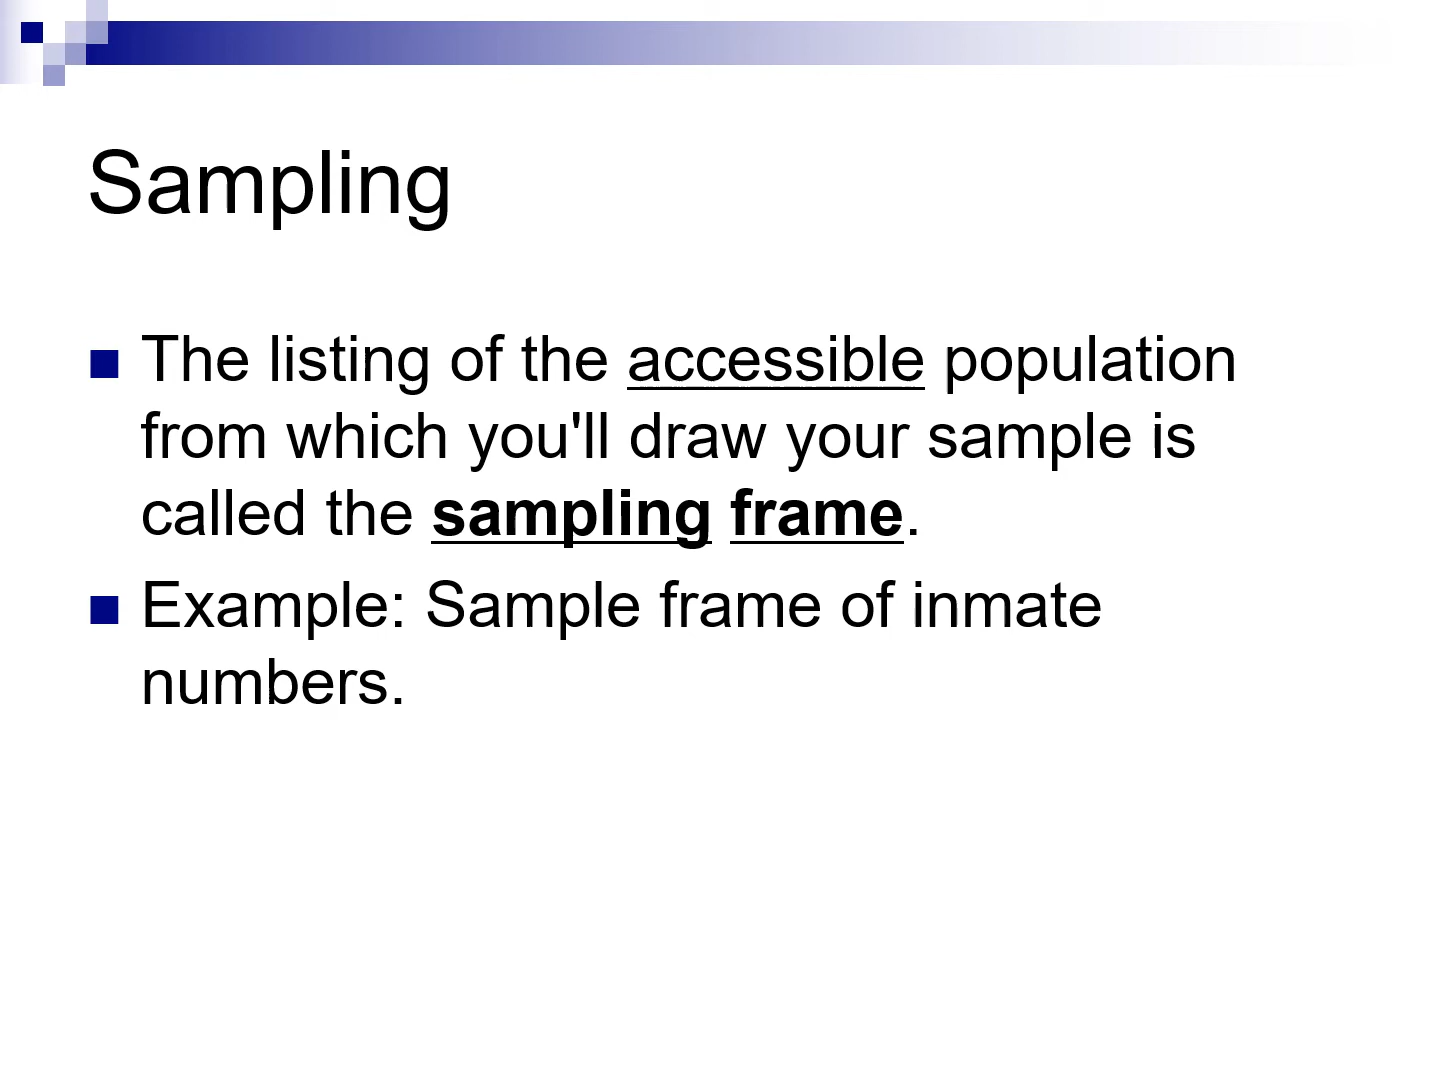 Sampling
The listing of the accessible population
from which you'll draw your sample is
called the sampling frame.
Example: Sample frame of inmate
numbers.